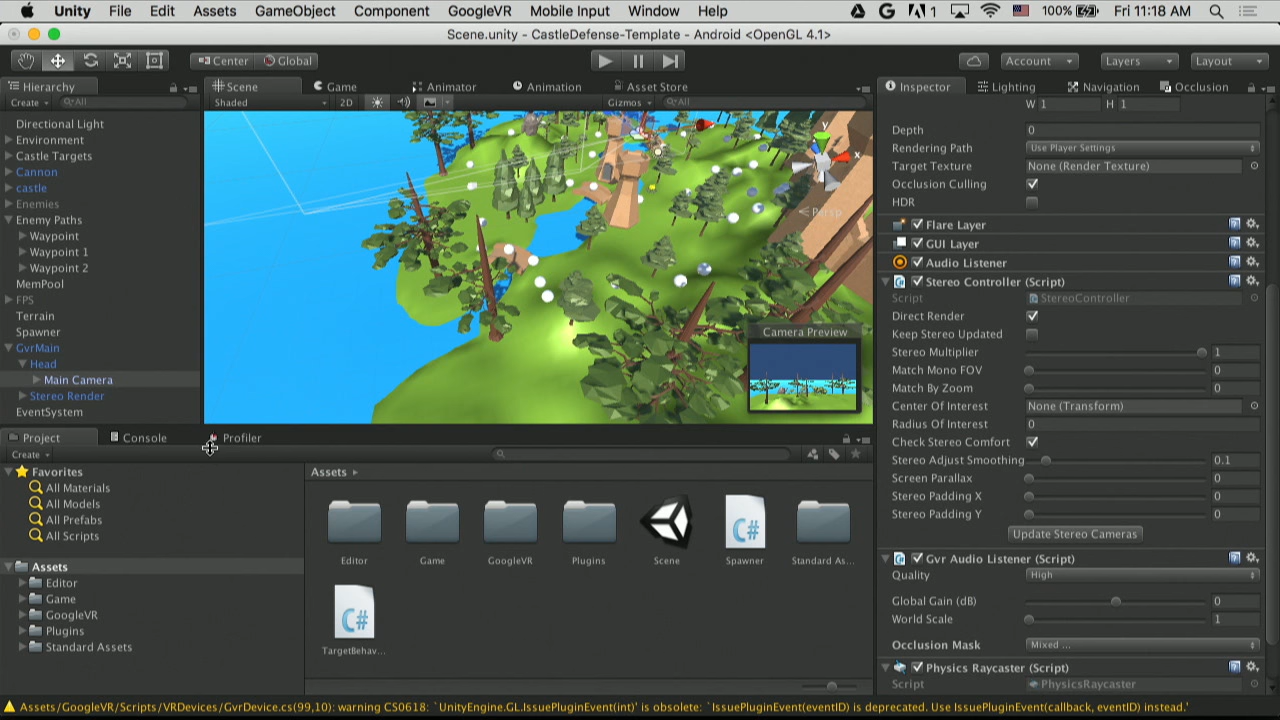 Unity File Edit Assets GameObject Component GoogleVR Mobile Input Window Help 1 100% Fri 11:18 AM
Scene.unity - CastleDefense-Template - Android <OpenGL 4.1>
Center Global Account Layers Layout
Hierarchy Scene Game Animator Animation Asset Store Inspector Lighting Navigation Occlusion
Create All Shaded 2D Gizmos All
W 1 H 1
Directional Light
Environment
Castle Targets
Cannon
castle
Enemies
Enemy Paths
Waypoint
Waypoint 1
Waypoint 2
MemPool
FPS
Terrain
Spawner
GvrMain
Head
Main Camera
Stereo Render
EventSystem
y
x
Persp
Camera Preview
Depth 0
Rendering Path Use Player Settings
Target Texture None (Render Texture)
Occlusion Culling
HDR
Flare Layer
GUI Layer
Audio Listener
Stereo Controller (Script)
Script StereoController
Direct Render
Keep Stereo Updated
Stereo Multiplier 1
Match Mono FOV 0
Match By Zoom 0
Center Of Interest None (Transform)
Radius Of Interest 0
Check Stereo Comfort
Stereo Adjust Smoothing 0.1
Screen Parallax 0
Stereo Padding X 0
Stereo Padding Y 0
Update Stereo Cameras
Gvr Audio Listener (Script)
Quality High
Global Gain (dB) 0
World Scale 1
Occlusion Mask Mixed ...
Physics Raycaster (Script)
Script PhysicsRaycaster
Project Console Profiler
Create
Favorites
All Materials
All Models
All Prefabs
All Scripts
Assets
Editor
Game
GoogleVR
Plugins
Standard Assets
Assets
Editor Game GoogleVR Plugins Scene Spawner Standard As...
TargetBehav...
Assets/GoogleVR/Scripts/VRDevices/GvrDevice.cs(99,10): warning CS0618: `UnityEngine.GL.IssuePluginEvent(int)' is obsolete: `IssuePluginEvent(eventID) is deprecated. Use IssuePluginEvent(callback, eventID) instead.'